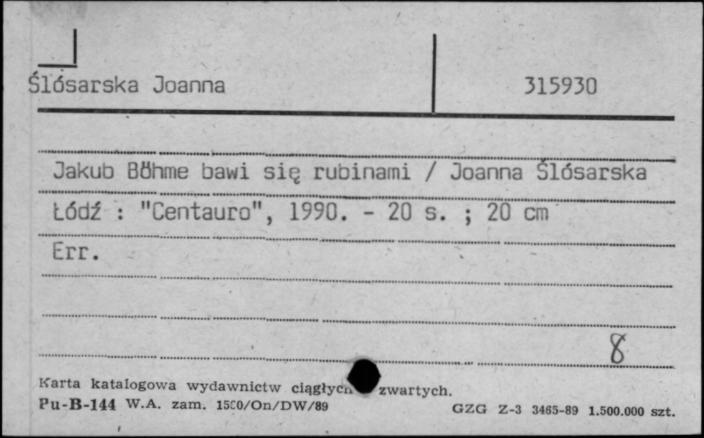 Ślósarska Joanna 315930
Jakub Böhme bawi się rubinami / Joanna Ślósarska
Łódź : "Centauro", 1990. - 20 s. ; 20 cm
Err.
8
Karta katalogowa wydawnictw ciągłych zwartych.
Pu-B-144 W.A. zam. 1500/On/DW/89
GZG Z-3 3465-89 1.500.000 szt.